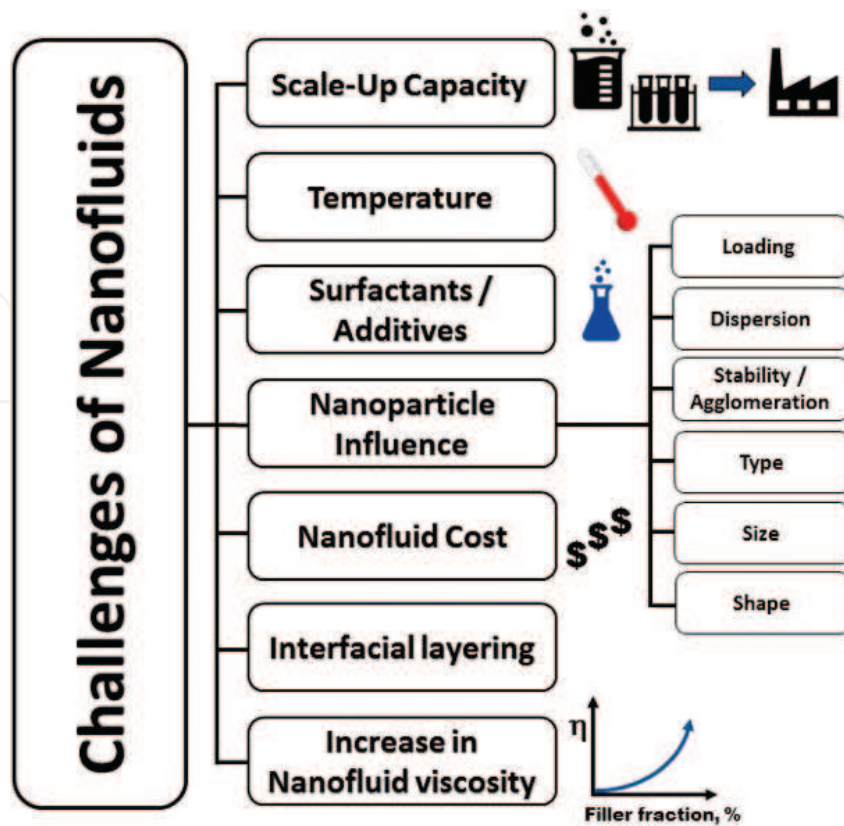 Challenges of Nanofluids
Scale-Up Capacity
Temperature
Surfactants /
Additives
Nanoparticle
Influence
Nanofluid Cost
$ $ $
Interfacial layering
Increase in
Nanofluid viscosity
Loading
Dispersion
Stability /
Agglomeration
Type
Size
Shape
η
Filler fraction, %